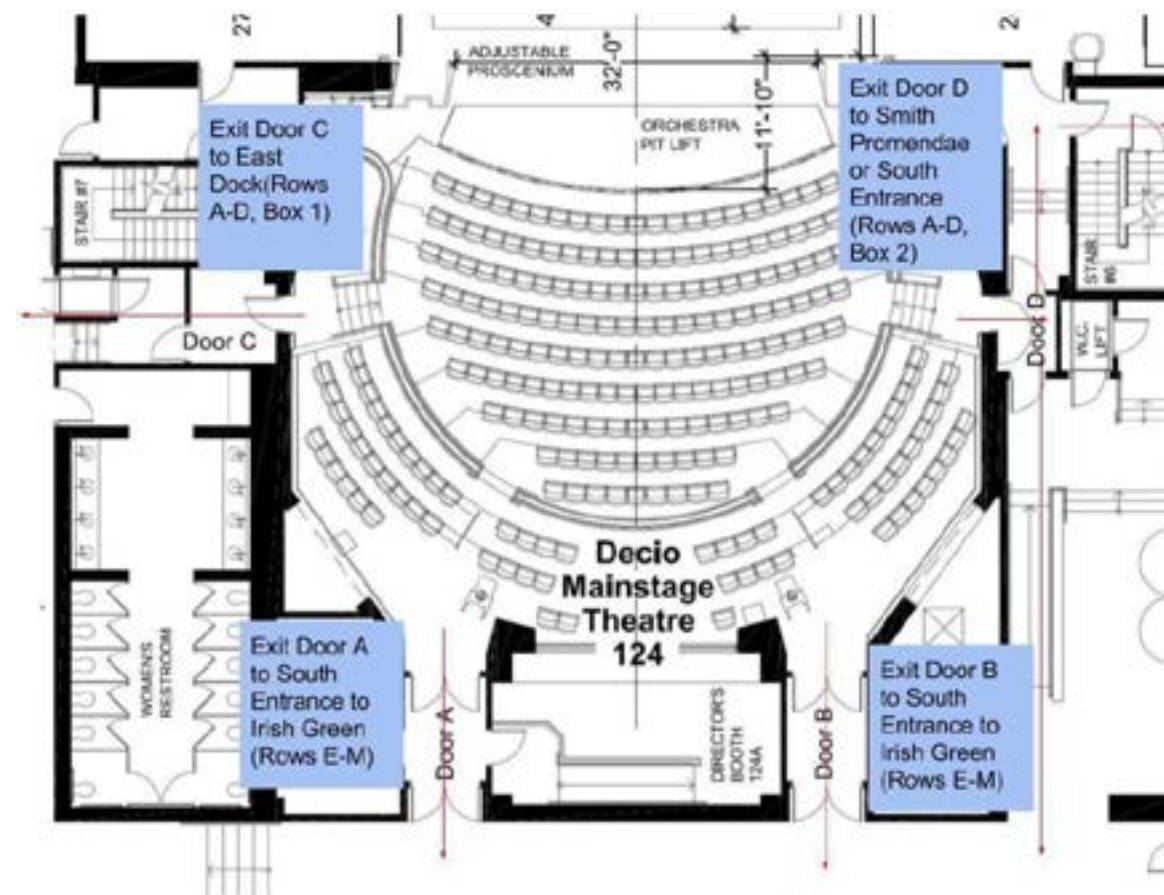 27
4
2
ADJUSTABLE
PROSCENIUM
32'-0"
11'-10"
ORCHESTRA
PIT LIFT
Exit Door C
to East
Dock(Rows
A-D, Box 1)
Exit Door D
to Smith
Promendae
or South
Entrance
(Rows A-D,
Box 2)
STAIR #7
STAIR
#6
Door C
Door D
W.C.
LIFT
Decio
Mainstage
Theatre
124
WOMEN'S
RESTROOM
Exit Door A
to South
Entrance to
Irish Green
(Rows E-M)
Door A
DIRECTOR'S
BOOTH
124A
Door B
Exit Door B
to South
Entrance to
Irish Green
(Rows E-M)